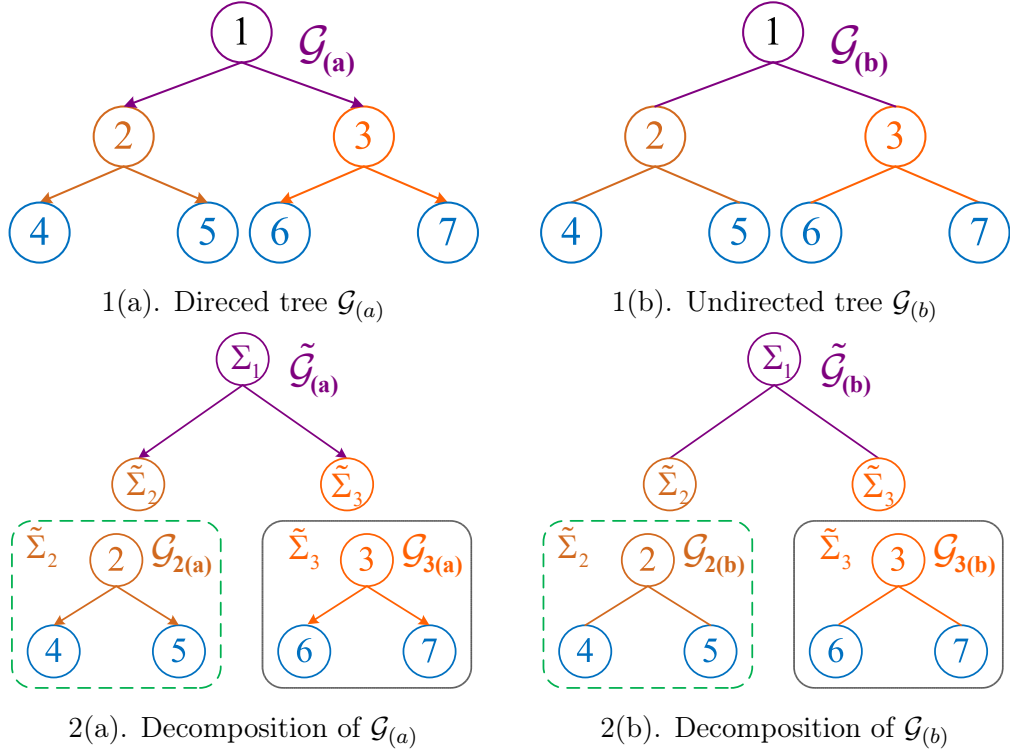 1 𝒢(a) 1 𝒢(b)
2 3 2 3
4 5 6 7 4 5 6 7
1(a). Direced tree 𝒢(a) 1(b). Undirected tree 𝒢(b)
Σ1 𝒢̃(a) Σ1 𝒢̃(b)
Σ̃2 Σ̃3 Σ̃2 Σ̃3
Σ̃2 2 𝒢2(a) Σ̃3 3 𝒢3(a) Σ̃2 2 𝒢2(b) Σ̃3 3 𝒢3(b)
4 5 6 7 4 5 6 7
2(a). Decomposition of 𝒢(a) 2(b). Decomposition of 𝒢(b)